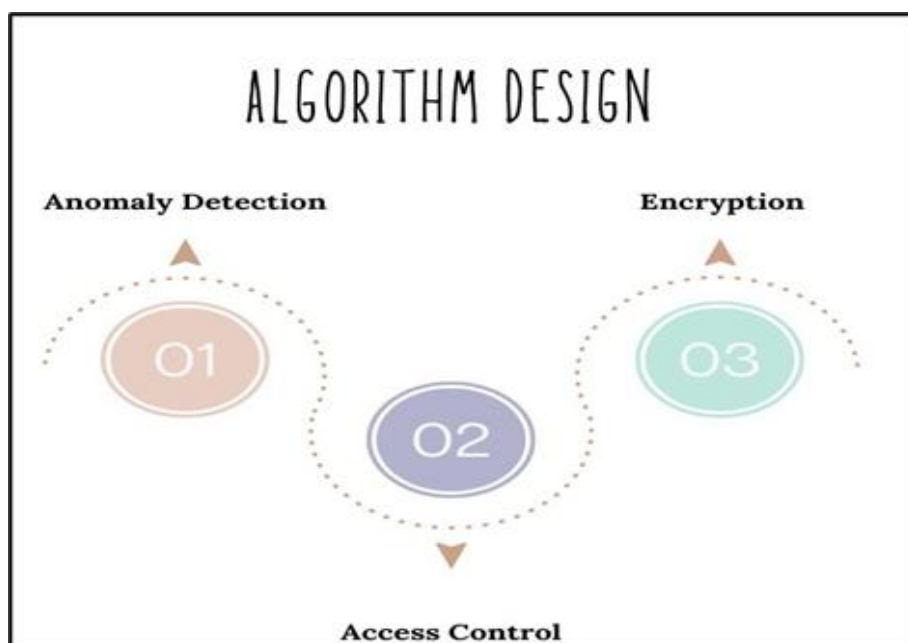 ALGORITHM DESIGN
Anomaly Detection
Encryption
01
02
03
Access Control